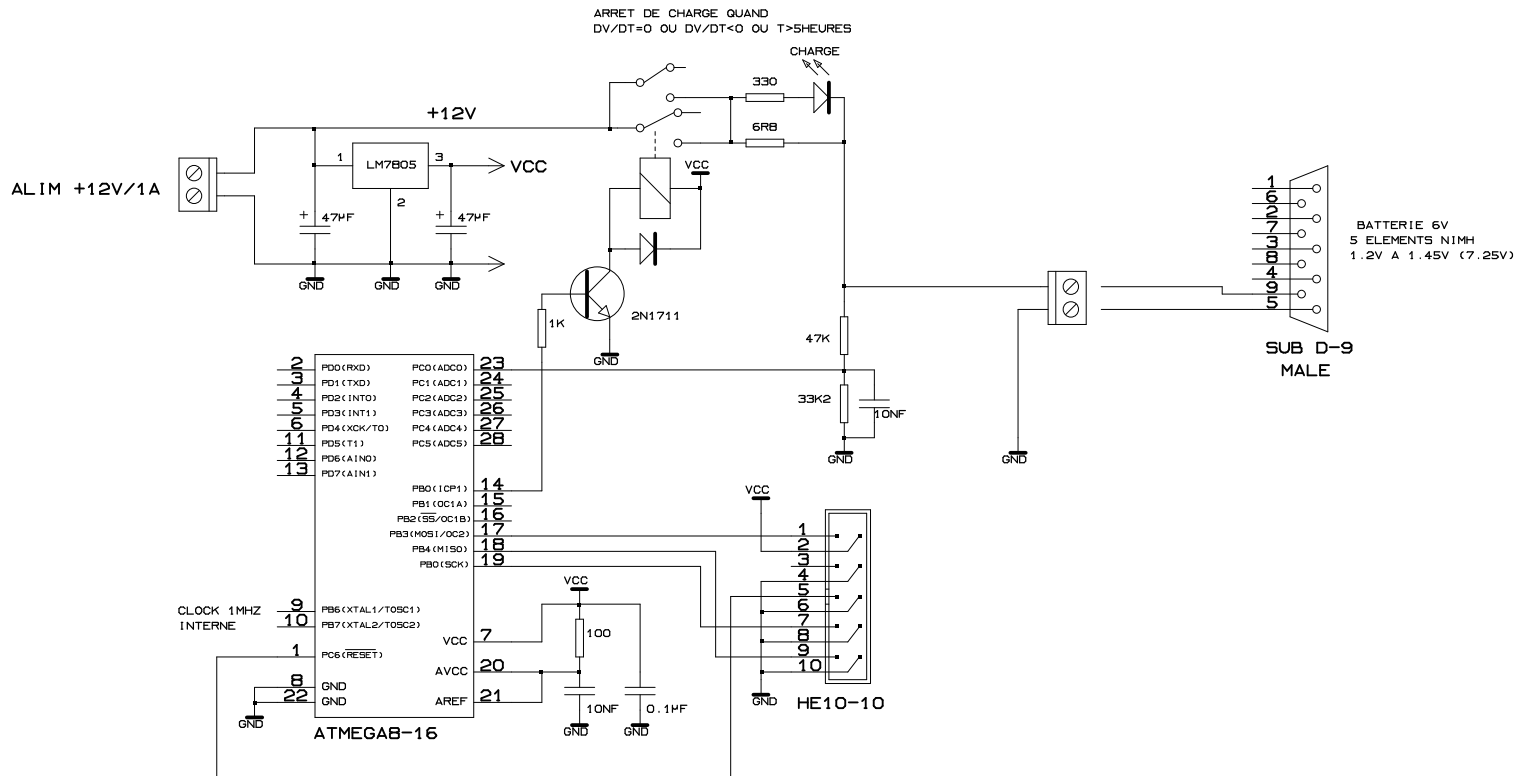 ARRET DE CHARGE QUAND
DV/DT=0 OU DV/DT<0 OU T>5HEURES
CHARGE
330
+12V
6R8
1
LM7805
3
VCC
VCC
ALIM +12V/1A
2
+
47µF
+
47µF
GND
GND
GND
1
6
2
7
3
8
4
9
5
BATTERIE 6V
5 ELEMENTS NIMH
1.2V A 1.45V (7.25V)
SUB D-9
MALE
1K
2N1711
GND
47K
33K2
10NF
GND
GND
2 PD0(RXD)
3 PD1(TXD)
4 PD2(INT0)
5 PD3(INT1)
6 PD4(XCK/T0)
11 PD5(T1)
12 PD6(AIN0)
13 PD7(AIN1)
PC0(ADC0) 23
PC1(ADC1) 24
PC2(ADC2) 25
PC3(ADC3) 26
PC4(ADC4) 27
PC5(ADC5) 28
PB0(ICP1) 14
PB1(OC1A) 15
PB2(SS/OC1B) 16
PB3(MOSI/OC2) 17
PB4(MISO) 18
PB0(SCK) 19
CLOCK 1MHZ
INTERNE
9 PB6(XTAL1/TOSC1)
10 PB7(XTAL2/TOSC2)
1 PC6(RESET)
8 GND
22 GND
VCC 7
AVCC 20
AREF 21
GND
ATMEGA8-16
VCC
100
10NF
0.1µF
GND
GND
VCC
1
2
3
4
5
6
7
8
9
10
GND
HE10-10